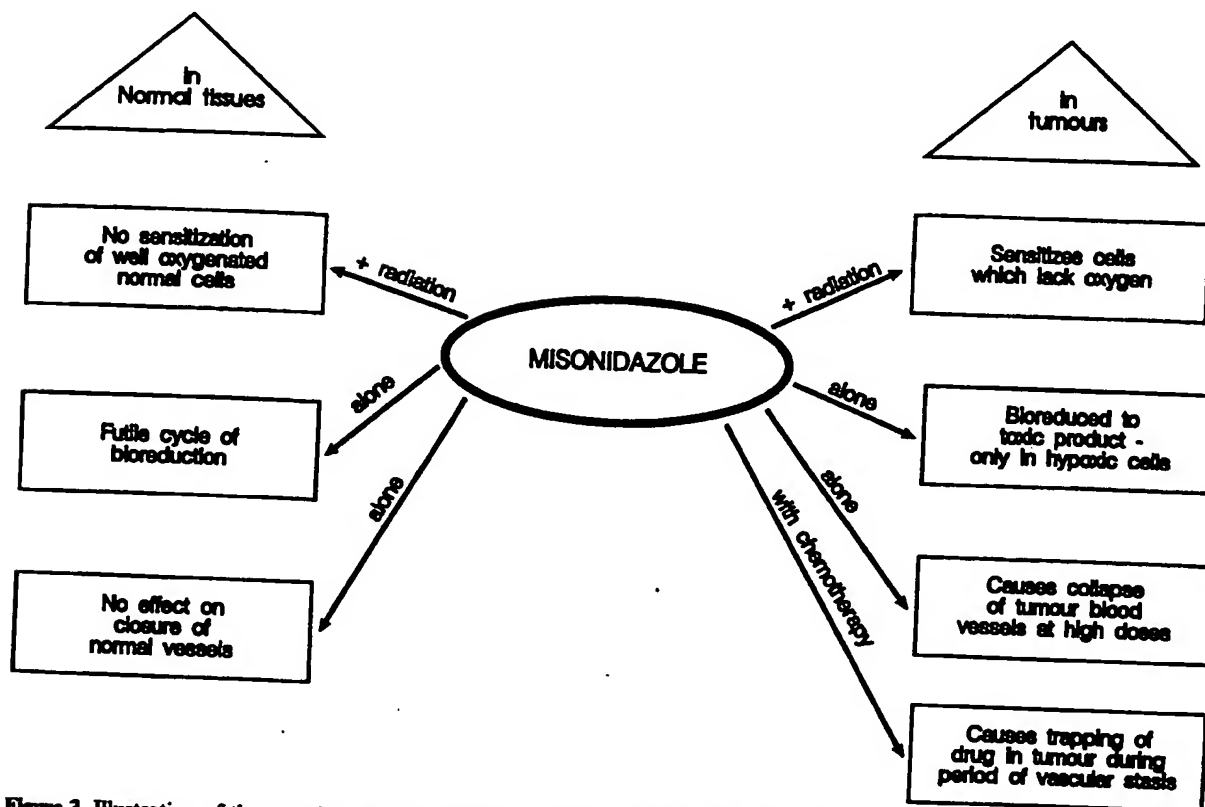 In
Normal tissues
In
tumours
No sensitization
of well oxygenated
normal cells
+ radiation
+ radiation
Sensitizes cells
which lack oxygen
MISONIDAZOLE
Futile cycle of
bioreduction
alone
alone
Bioreduced to
toxic product -
only in hypoxic cells
alone
alone
with chemotherapy
No effect on
closure of
normal vessels
Causes collapse
of tumour blood
vessels at high doses
Causes trapping of
drug in tumour during
period of vascular stasis
Illustration of the